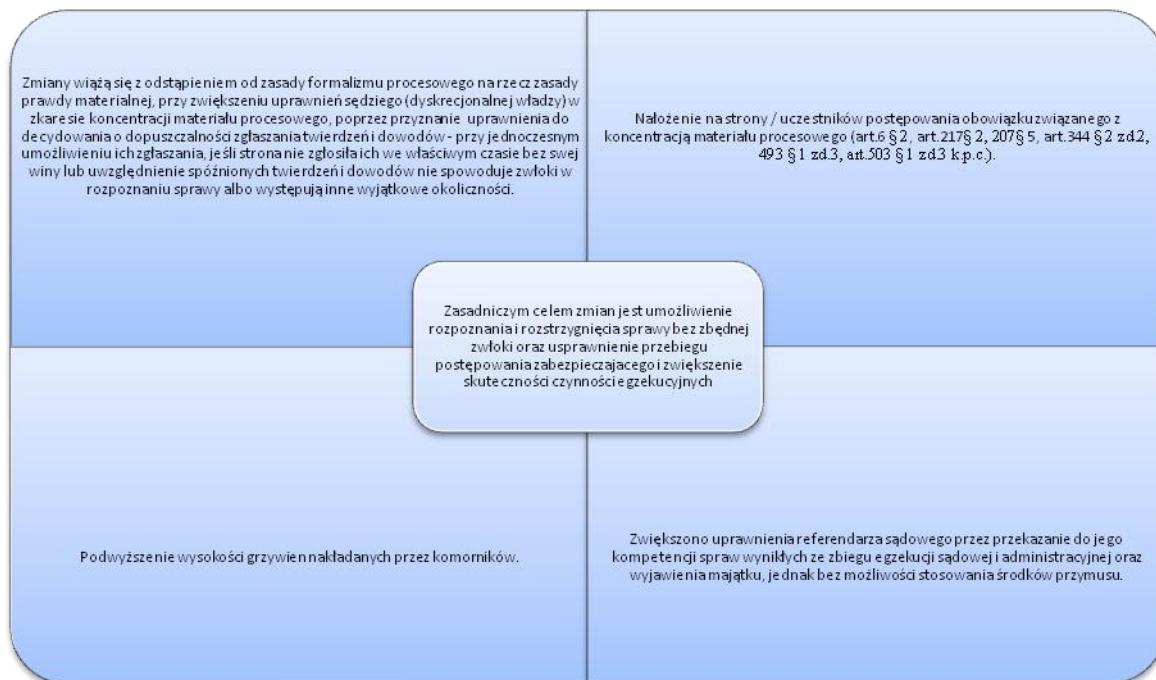 Zmiany wiążą się z odstąpieniem od zasady formalizmu procesowego na rzecz zasady
prawdy materialnej, przy zwiększeniu uprawnień sędziego (dyskrecjonalnej władzy) w
zkaresie koncentracji materiału procesowego, poprzez przyznanie uprawnienia do
decydowania o dopuszczalności zgłaszania twierdzeń i dowodów - przy jednoczesnym
umożliwieniu ich zgłaszania, jeśli strona nie zgłosiła ich we właściwym czasie bez swej
winy lub uwzględnienie spóźnionych twierdzeń i dowodów nie spowoduje zwłoki w
rozpoznaniu sprawy albo występują inne wyjątkowe okoliczności.
Nałożenie na strony / uczestników postępowania obowiązku związanego z
koncentracją materiału procesowego (art.6 § 2, art.217§ 2, 207§ 5, art.344 § 2 zd.2,
493 § 1 zd.3, art.503 § 1 zd.3 k.p.c.).
Zasadniczym celem zmian jest umożliwienie
rozpoznania i rozstrzygnięcia sprawy bez zbędnej
zwłoki oraz usprawnienie przebiegu
postępowania zabezpieczajacego i zwiększenie
skuteczności czynności egzekucyjnych
Podwyższenie wysokości grzywien nakładanych przez komorników.
Zwiększono uprawnienia referendarza sądowego przez przekazanie do jego
kompetencji spraw wynikłych ze zbiegu egzekucji sądowej i administracyjnej oraz
wyjawienia majątku, jednak bez możliwości stosowania środków przymusu.